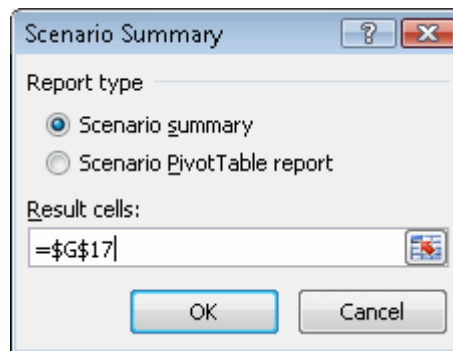 Scenario Summary
Report type
Scenario summary
Scenario PivotTable report
Result cells:
=$G$17
OK Cancel